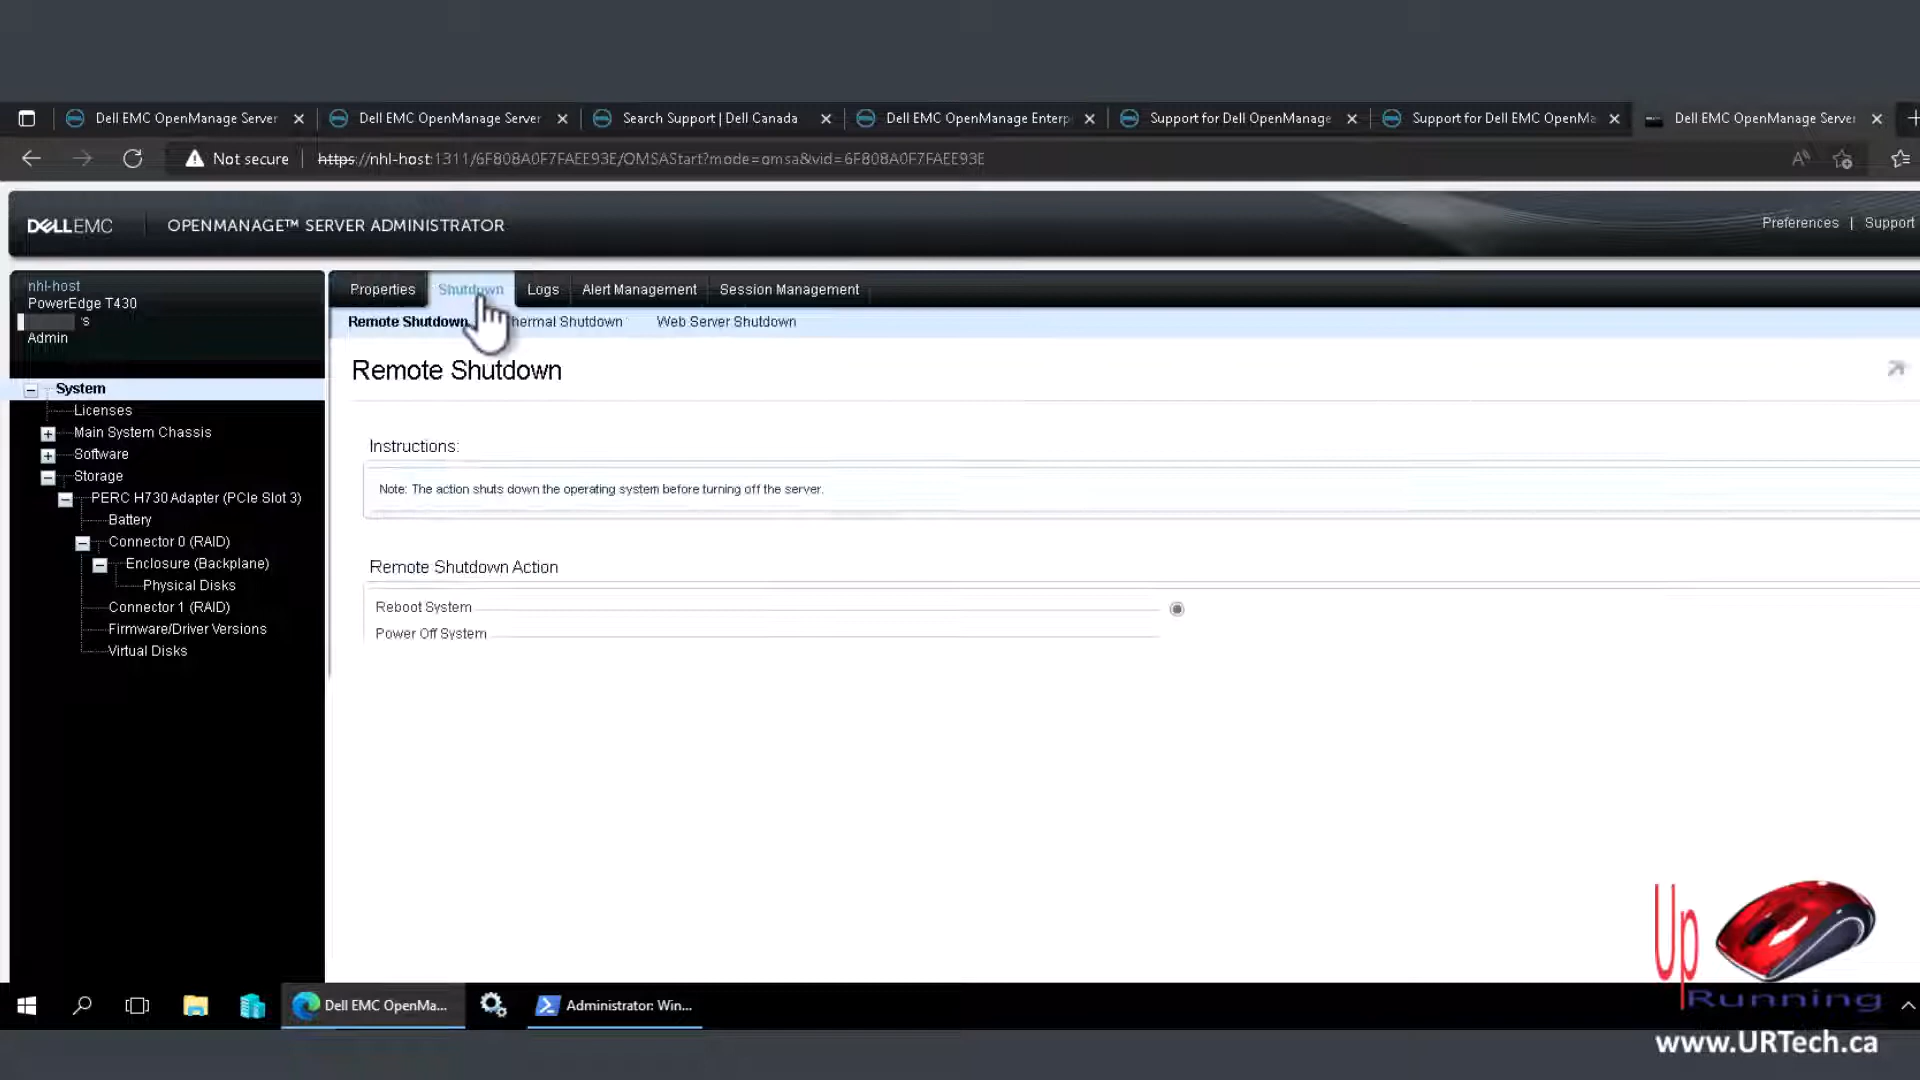 Dell EMC OpenManage Server
Dell EMC OpenManage Server
Search Support | Dell Canada
Dell EMC OpenManage Enterp
Support for Dell OpenManage
Support for Dell EMC OpenMa
Dell EMC OpenManage Server
Not secure
https://nhl-host:1311/6F808A0F7FAEE93E/OMSAStart?mode=omsa&vid=6F808A0F7FAEE93E
DELLEMC
OPENMANAGE™ SERVER ADMINISTRATOR
Preferences | Support
nhl-host
PowerEdge T430
's
Admin
Properties
Shutdown
Logs
Alert Management
Session Management
Remote Shutdown
hermal Shutdown
Web Server Shutdown
System
Licenses
Main System Chassis
Software
Storage
PERC H730 Adapter (PCIe Slot 3)
Battery
Connector 0 (RAID)
Enclosure (Backplane)
Physical Disks
Connector 1 (RAID)
Firmware/Driver Versions
Virtual Disks
Remote Shutdown
Instructions:
Note: The action shuts down the operating system before turning off the server.
Remote Shutdown Action
Reboot System
Power Off System
Up
Running
www.URTech.ca
Dell EMC OpenMa...
Administrator: Win...